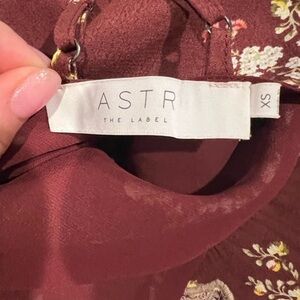 ASTR
THE LABEL
XS